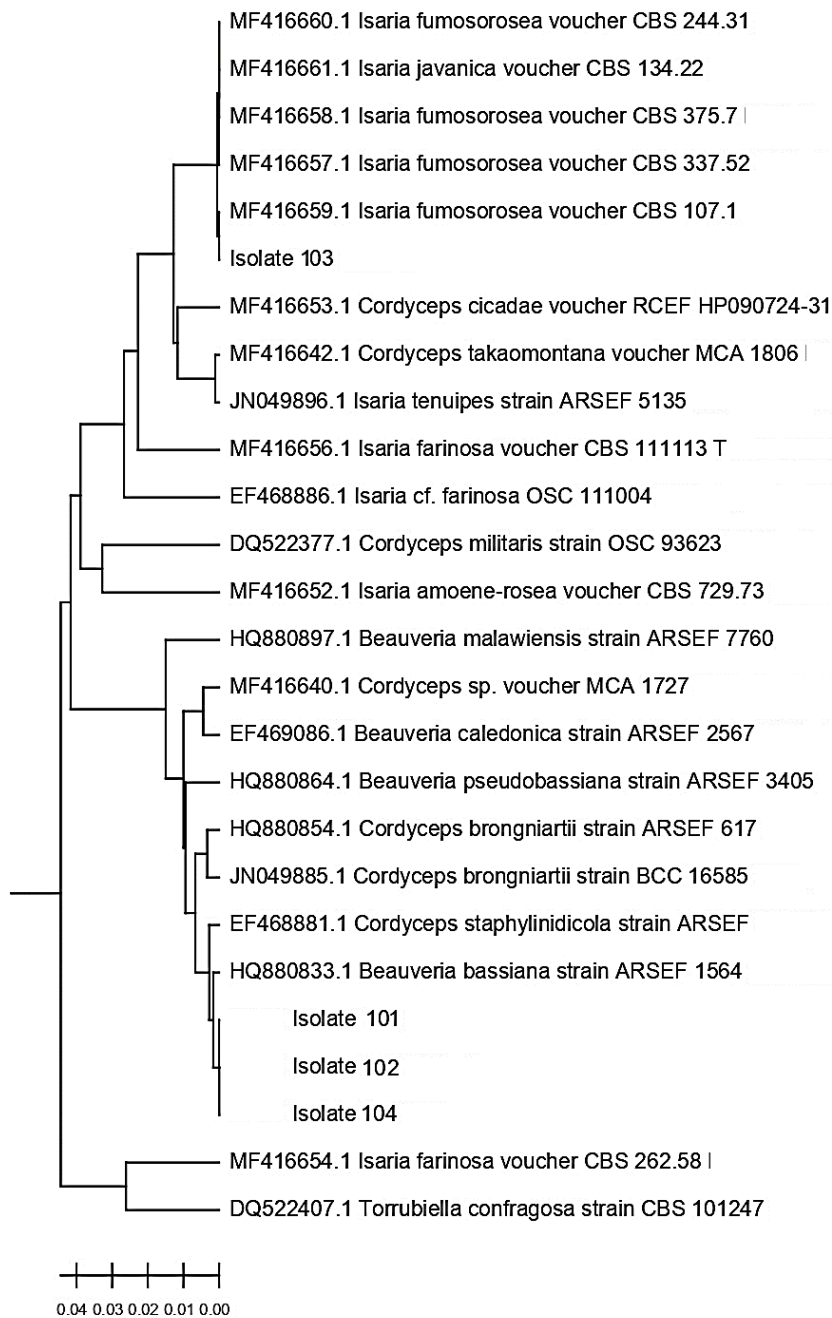 MF416660.1 Isaria fumosorosea voucher CBS 244.31
MF416661.1 Isaria javanica voucher CBS 134.22
MF416658.1 Isaria fumosorosea voucher CBS 375.7
MF416657.1 Isaria fumosorosea voucher CBS 337.52
MF416659.1 Isaria fumosorosea voucher CBS 107.1
Isolate 103
MF416653.1 Cordyceps cicadae voucher RCEF HP090724-31
MF416642.1 Cordyceps takaomontana voucher MCA 1806
JN049896.1 Isaria tenuipes strain ARSEF 5135
MF416656.1 Isaria farinosa voucher CBS 111113 T
EF468886.1 Isaria cf. farinosa OSC 111004
DQ522377.1 Cordyceps militaris strain OSC 93623
MF416652.1 Isaria amoene-rosea voucher CBS 729.73
HQ880897.1 Beauveria malawiensis strain ARSEF 7760
MF416640.1 Cordyceps sp. voucher MCA 1727
EF469086.1 Beauveria caledonica strain ARSEF 2567
HQ880864.1 Beauveria pseudobassiana strain ARSEF 3405
HQ880854.1 Cordyceps brongniartii strain ARSEF 617
JN049885.1 Cordyceps brongniartii strain BCC 16585
EF468881.1 Cordyceps staphylinidicola strain ARSEF
HQ880833.1 Beauveria bassiana strain ARSEF 1564
Isolate 101
Isolate 102
Isolate 104
MF416654.1 Isaria farinosa voucher CBS 262.58
DQ522407.1 Torrubiella confragosa strain CBS 101247
0.04 0.03 0.02 0.01 0.00